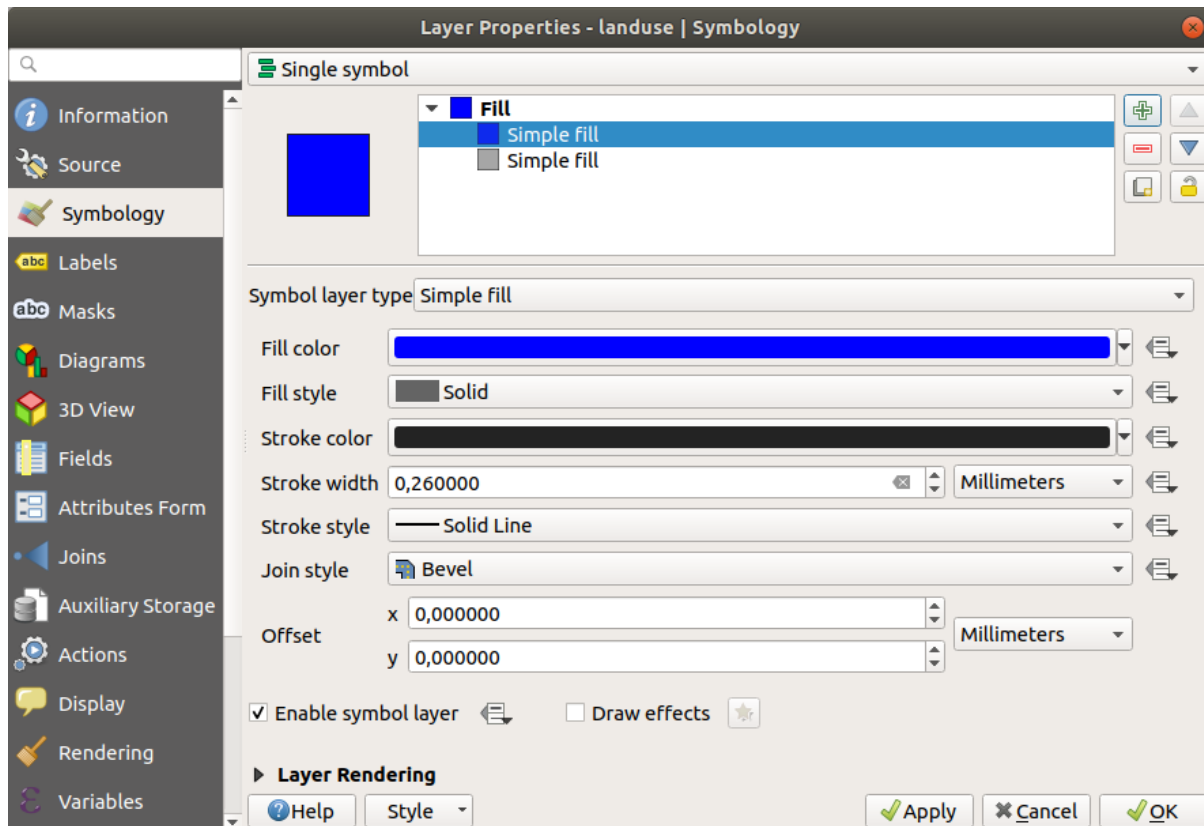 Layer Properties - landuse | Symbology
Single symbol
Information
Source
Symbology
Labels
Masks
Diagrams
3D View
Fields
Attributes Form
Joins
Auxiliary Storage
Actions
Display
Rendering
Variables
abc
abc
Fill
Simple fill
Simple fill
Symbol layer type Simple fill
Fill color
Fill style Solid
Stroke color
Stroke width 0,260000 Millimeters
Stroke style Solid Line
Join style Bevel
Offset x 0,000000 Millimeters
y 0,000000
Enable symbol layer Draw effects
Layer Rendering
Help Style Apply Cancel OK